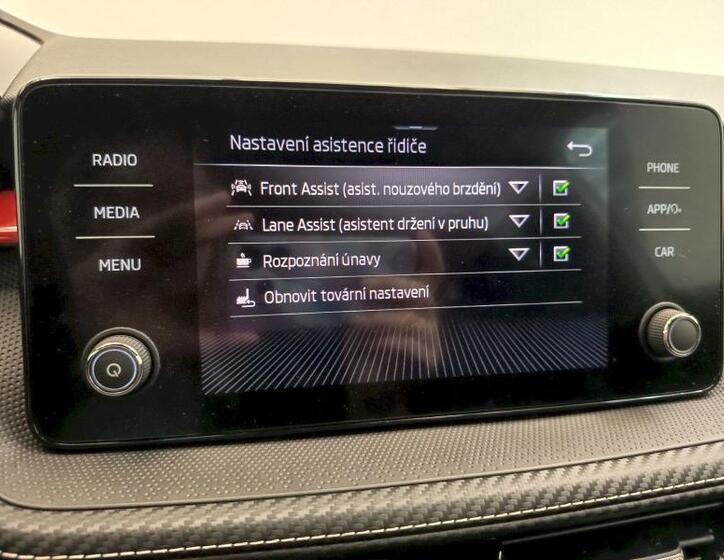 RADIO
MEDIA
MENU
Nastavení asistence řidiče
Front Assist (asist. nouzového brzdění)
Lane Assist (asistent držení v pruhu)
Rozpoznání únavy
Obnovit tovární nastavení
PHONE
APP/
CAR